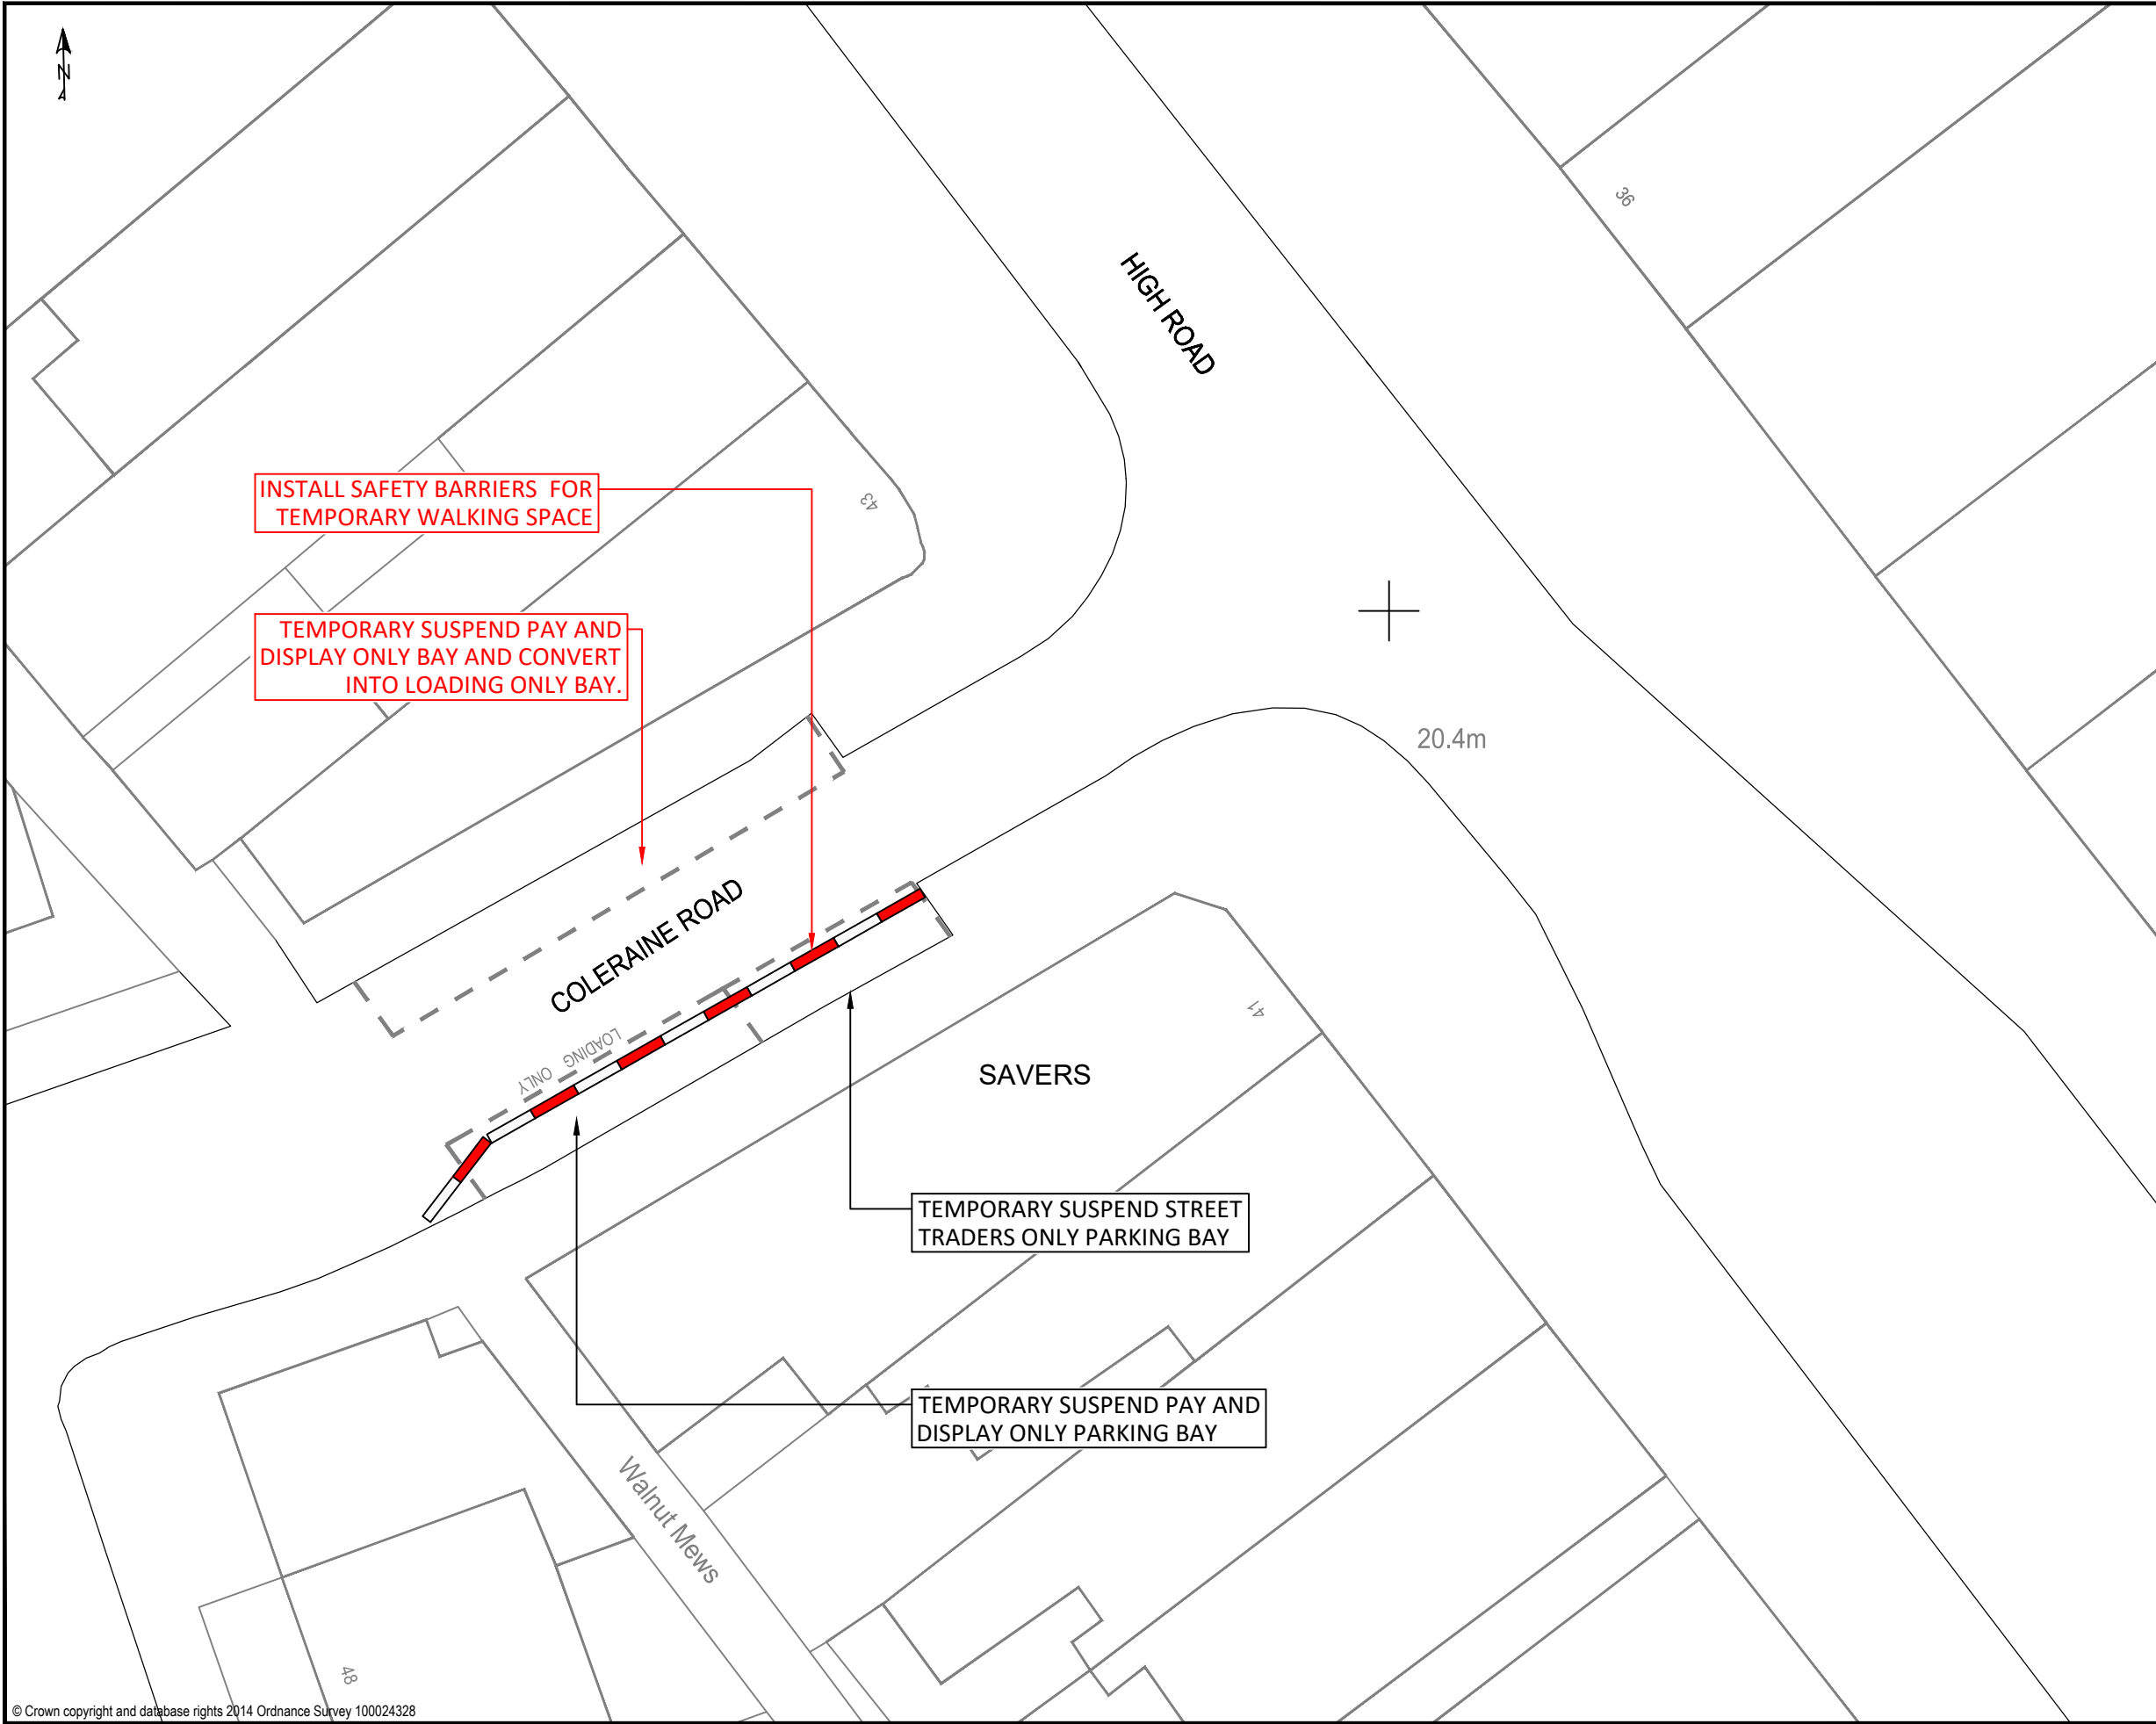 N
36
HIGH ROAD
INSTALL SAFETY BARRIERS FOR
TEMPORARY WALKING SPACE
43
TEMPORARY SUSPEND PAY AND
DISPLAY ONLY BAY AND CONVERT
INTO LOADING ONLY BAY.
20.4m
COLERAINE ROAD
LOADING ONLY
41
SAVERS
TEMPORARY SUSPEND STREET
TRADERS ONLY PARKING BAY
TEMPORARY SUSPEND PAY AND
DISPLAY ONLY PARKING BAY
Walnut Mews
48
© Crown copyright and database rights 2014 Ordnance Survey 100024328